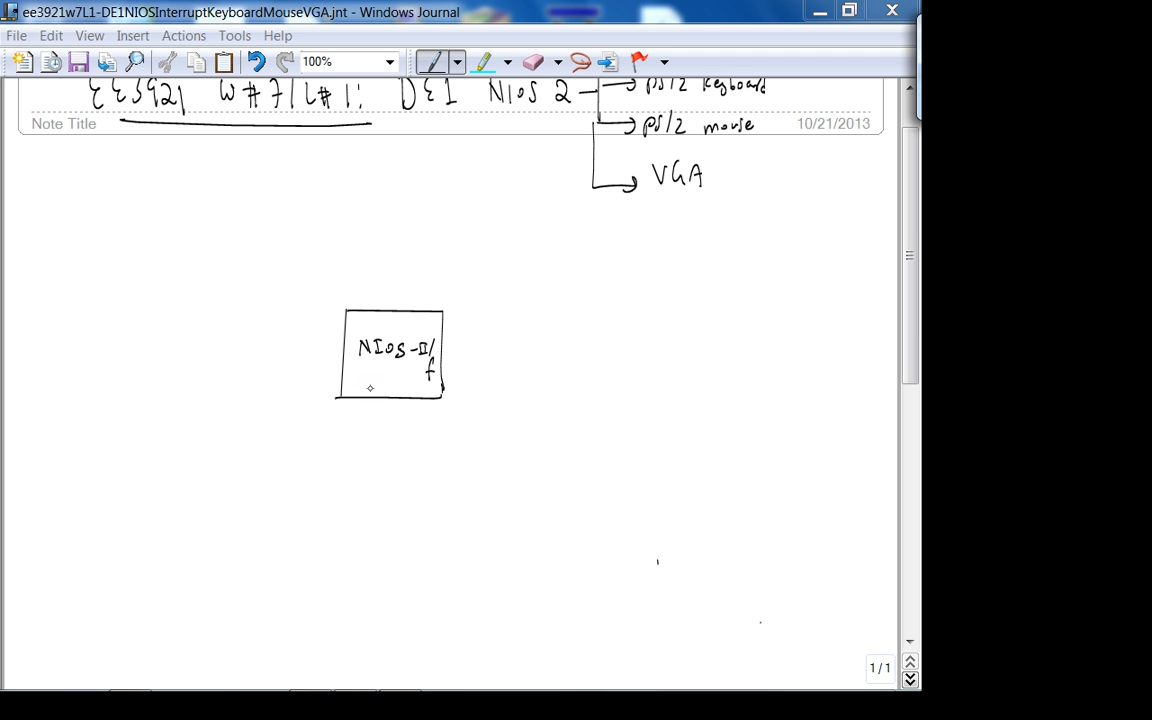 ee3921w7L1-DE1NIOSInterruptKeyboardMouseVGA.jnt - Windows Journal
File Edit View Insert Actions Tools Help
100%
EE3921 W#7/L#1: DE1 NIOS 2
PS/2 keyboard
Note Title
PS/2 mouse
10/21/2013
VGA
NIOS-II/
f
1/1